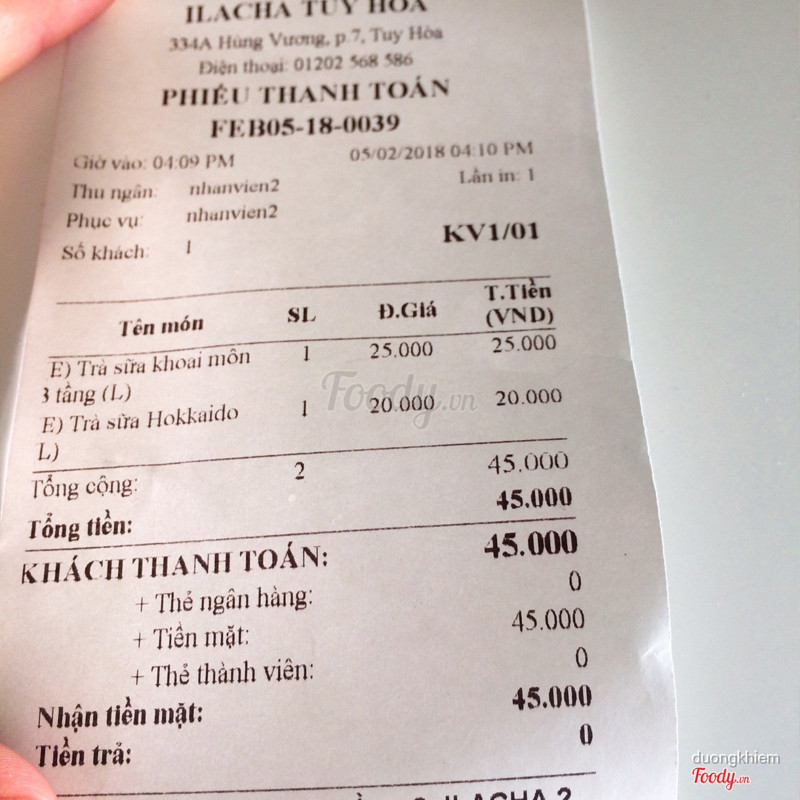 ILACHA TUY HÒA
334A Hùng Vương, p.7, Tuy Hòa
Điện thoại: 01202 568 586
PHIẾU THANH TOÁN
FEB05-18-0039
Giờ vào: 04:09 PM 05/02/2018 04:10 PM
Thu ngân: nhanvien2 Lần in: 1
Phục vụ: nhanvien2
Số khách: 1 KV1/01
Tên món SL Đ.Giá T.Tiền (VND)
E) Trà sữa khoai môn 1 25.000 25.000
3 tầng (L)
E) Trà sữa Hokkaido 1 20.000 20.000
L)
Tổng cộng: 2 45.000
Tổng tiền: 45.000
KHÁCH THANH TOÁN: 45.000
+ Thẻ ngân hàng: 0
+ Tiền mặt: 45.000
+ Thẻ thành viên: 0
Nhận tiền mặt: 45.000
Tiền trả: 0
ILACHA 2
Foody.vn
duongkhiem
Foody.vn